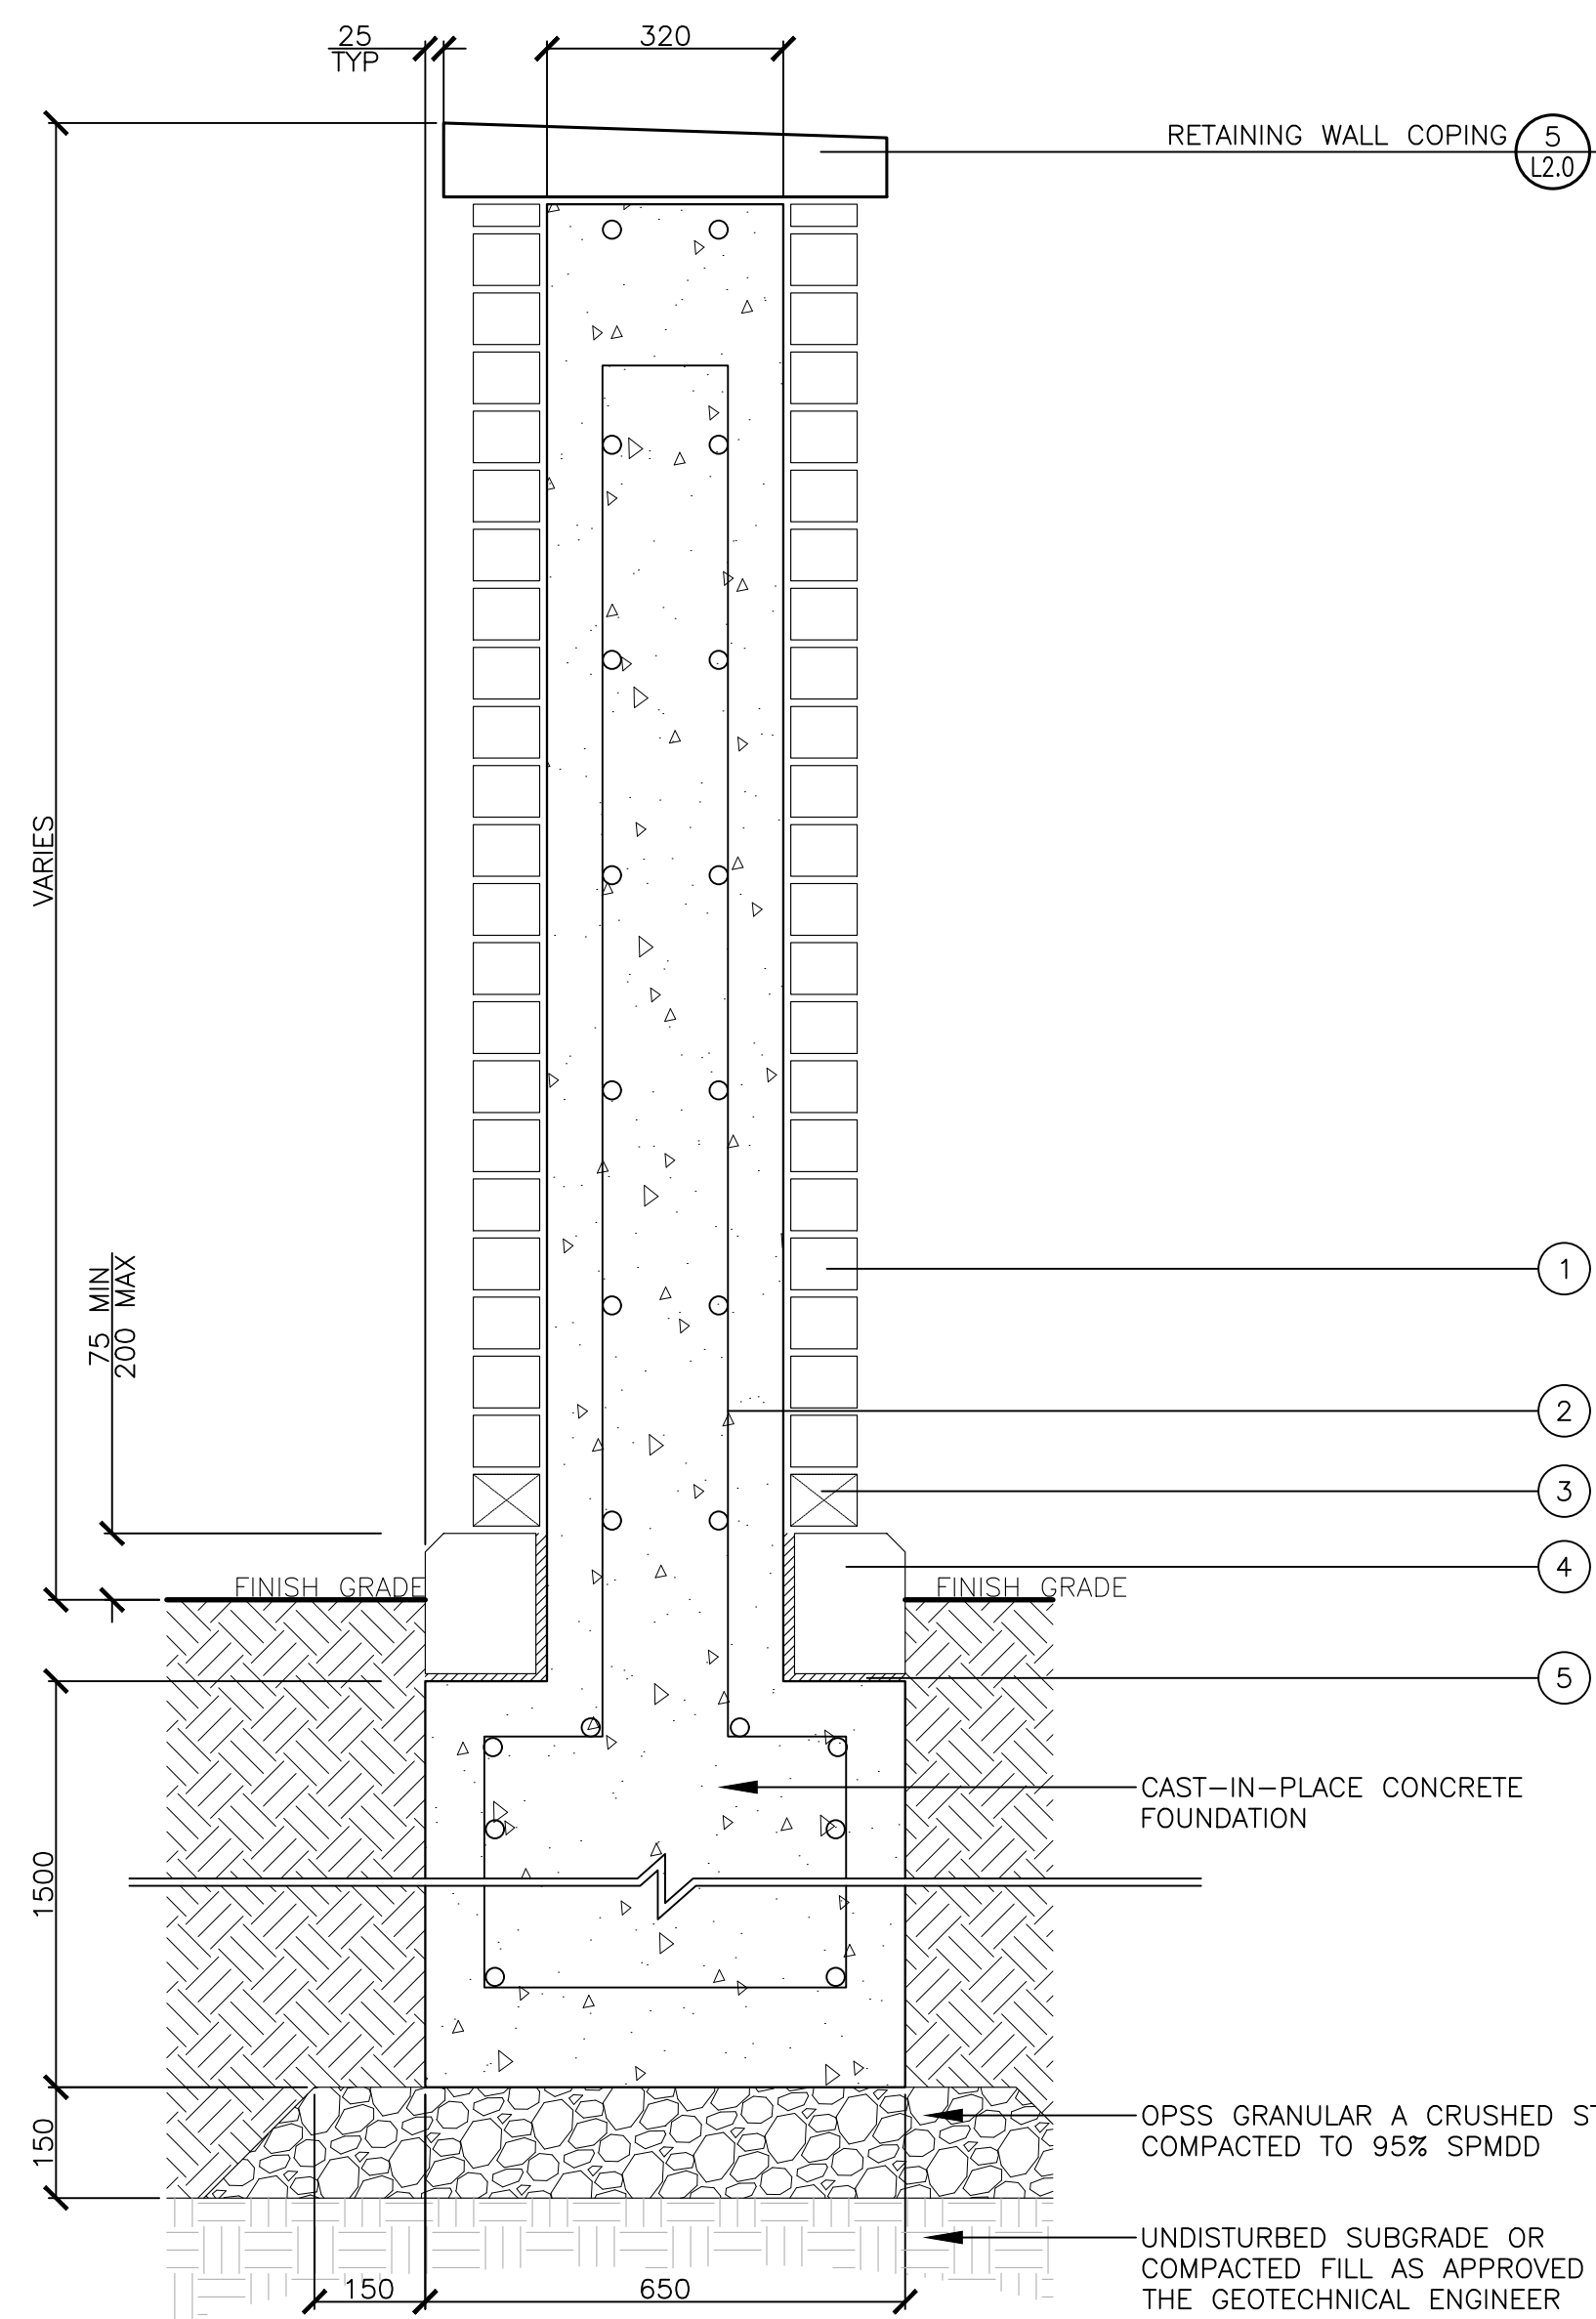 25
TYP
320
RETAINING WALL COPING
5
L2.0
VARIES
75 MIN
200 MAX
1
2
3
4
FINISH GRADE
FINISH GRADE
5
CAST-IN-PLACE CONCRETE
FOUNDATION
1500
OPSS GRANULAR A CRUSHED
COMPACTED TO 95% SPMDD
150
UNDISTURBED SUBGRADE OR
COMPACTED FILL AS APPROVED
THE GEOTECHNICAL ENGINEER
150
650